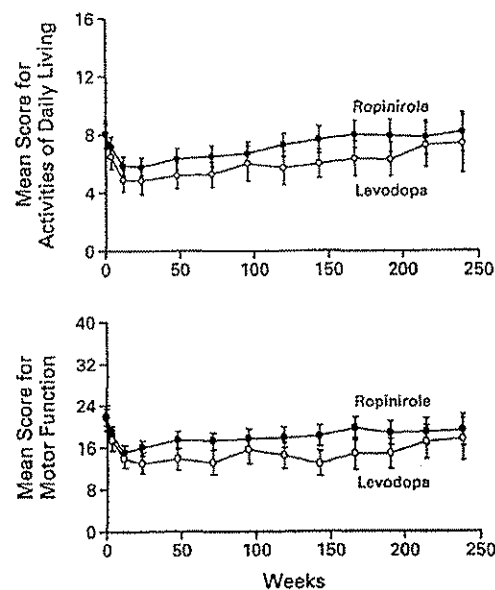 Mean Score for
Activities of Daily Living
16
12
8
4
0
Ropinirole
Levodopa
0 50 100 150 200 250
Mean Score for
Motor Function
40
32
24
16
8
0
Ropinirole
Levodopa
0 50 100 150 200 250
Weeks